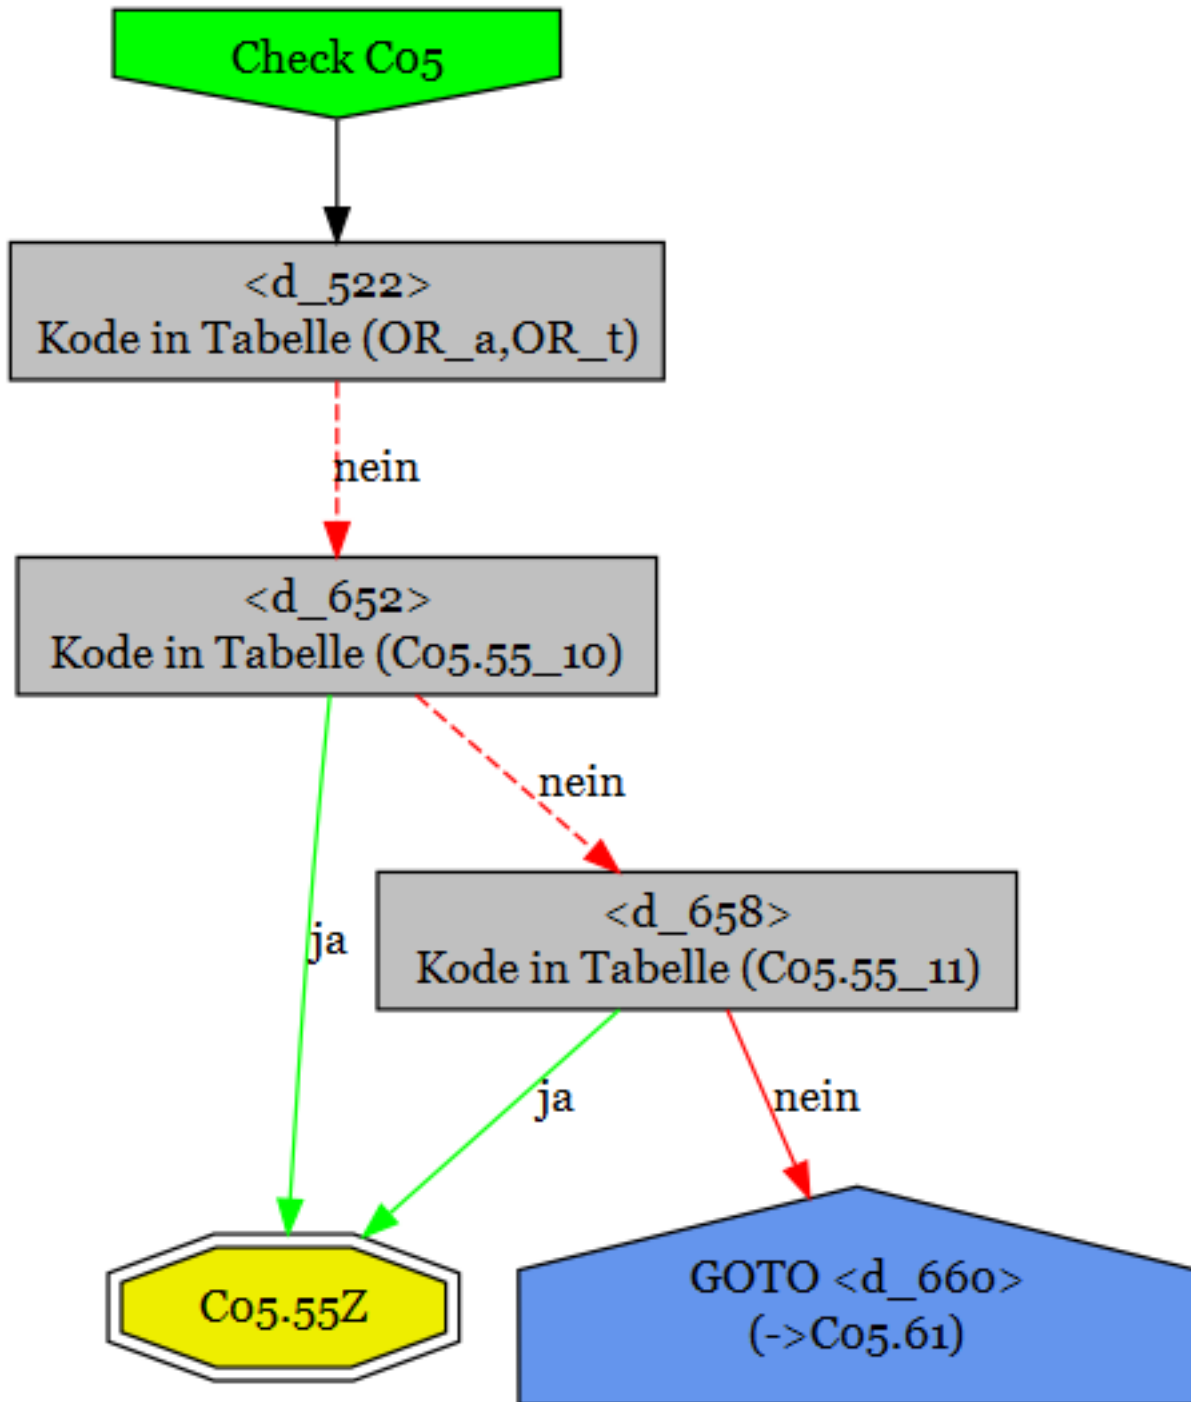 Check C05
<d_522>
Kode in Tabelle (OR_a,OR_t)
nein
<d_652>
Kode in Tabelle (C05.55_10)
nein
<d_658>
Kode in Tabelle (C05.55_11)
ja
ja
nein
C05.55Z
GOTO <d_660>
(->C05.61)